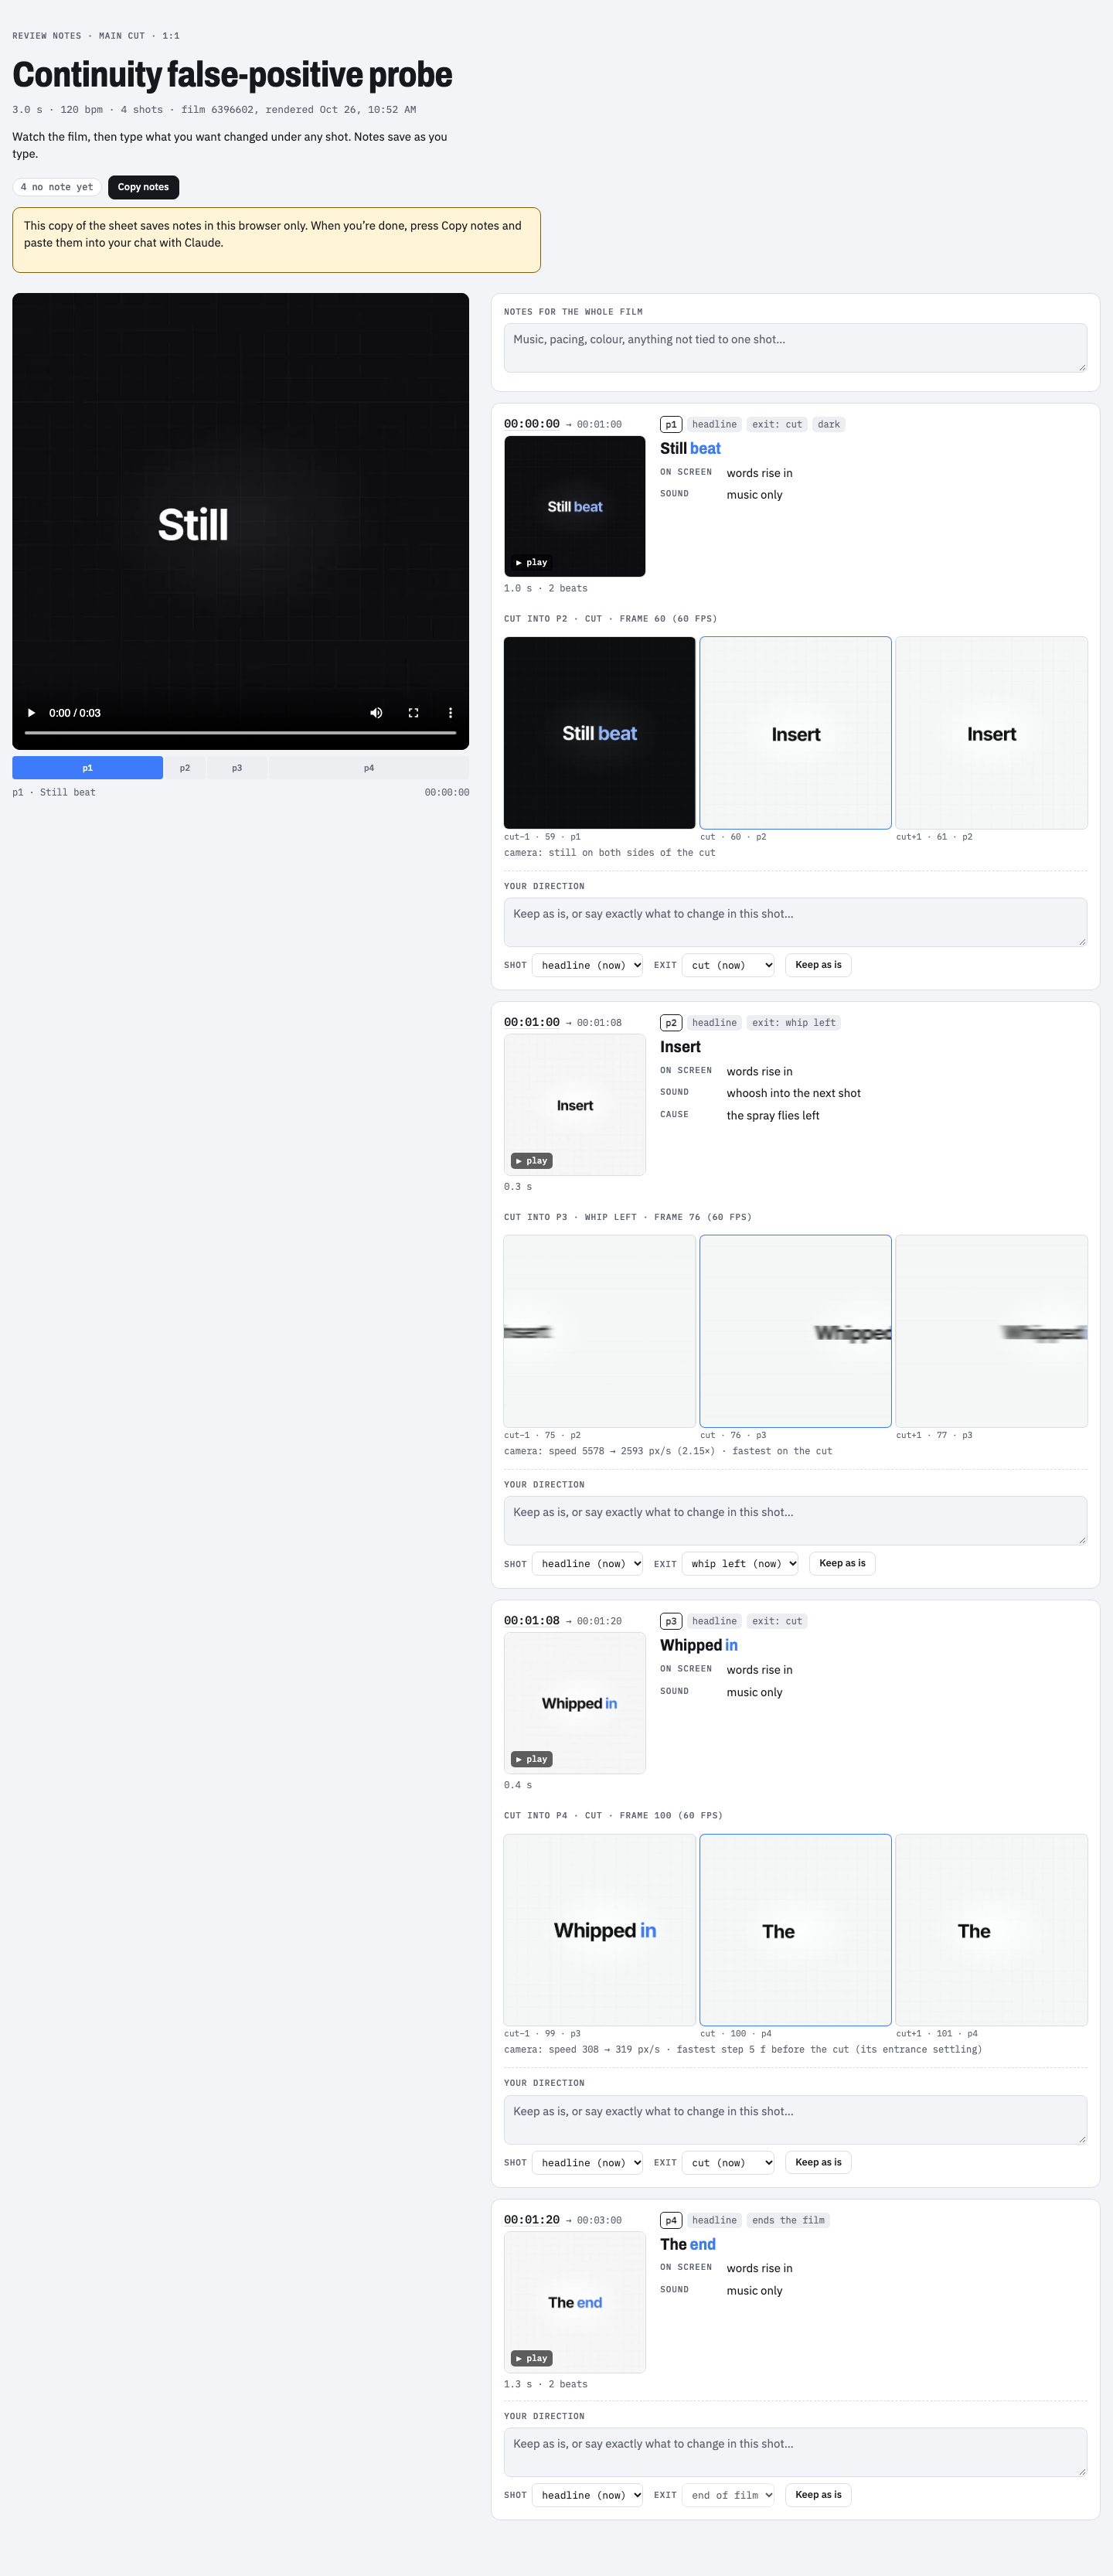 REVIEW NOTES · MAIN CUT · 1:1
Continuity false-positive probe
3.0 s · 120 bpm · 4 shots · film 6396602, rendered Oct 26, 10:52 AM
Watch the film, then type what you want changed under any shot. Notes save as you
type.
4 no note yet
Copy notes
This copy of the sheet saves notes in this browser only. When you’re done, press Copy notes and
paste them into your chat with Claude.
Still
0:00 / 0:03
p1
p2
p3
p4
p1 · Still beat
00:00:00
NOTES FOR THE WHOLE FILM
Music, pacing, colour, anything not tied to one shot…
00:00:00 → 00:01:00
Still beat
▶ play
1.0 s · 2 beats
p1 headline exit: cut dark
Still beat
ON SCREEN words rise in
SOUND music only
CUT INTO P2 · CUT · FRAME 60 (60 FPS)
Still beat
Insert
Insert
cut−1 · 59 · p1
cut · 60 · p2
cut+1 · 61 · p2
camera: still on both sides of the cut
YOUR DIRECTION
Keep as is, or say exactly what to change in this shot…
SHOT headline (now) EXIT cut (now) Keep as is
00:01:00 → 00:01:08
Insert
▶ play
0.3 s
p2 headline exit: whip left
Insert
ON SCREEN words rise in
SOUND whoosh into the next shot
CAUSE the spray flies left
CUT INTO P3 · WHIP LEFT · FRAME 76 (60 FPS)
Insert
Whipped
Whipped
cut−1 · 75 · p2
cut · 76 · p3
cut+1 · 77 · p3
camera: speed 5578 → 2593 px/s (2.15×) · fastest on the cut
YOUR DIRECTION
Keep as is, or say exactly what to change in this shot…
SHOT headline (now) EXIT whip left (now) Keep as is
00:01:08 → 00:01:20
Whipped in
▶ play
0.4 s
p3 headline exit: cut
Whipped in
ON SCREEN words rise in
SOUND music only
CUT INTO P4 · CUT · FRAME 100 (60 FPS)
Whipped in
The
The
cut−1 · 99 · p3
cut · 100 · p4
cut+1 · 101 · p4
camera: speed 308 → 319 px/s · fastest step 5 f before the cut (its entrance settling)
YOUR DIRECTION
Keep as is, or say exactly what to change in this shot…
SHOT headline (now) EXIT cut (now) Keep as is
00:01:20 → 00:03:00
The end
▶ play
1.3 s · 2 beats
p4 headline ends the film
The end
ON SCREEN words rise in
SOUND music only
YOUR DIRECTION
Keep as is, or say exactly what to change in this shot…
SHOT headline (now) EXIT end of film Keep as is